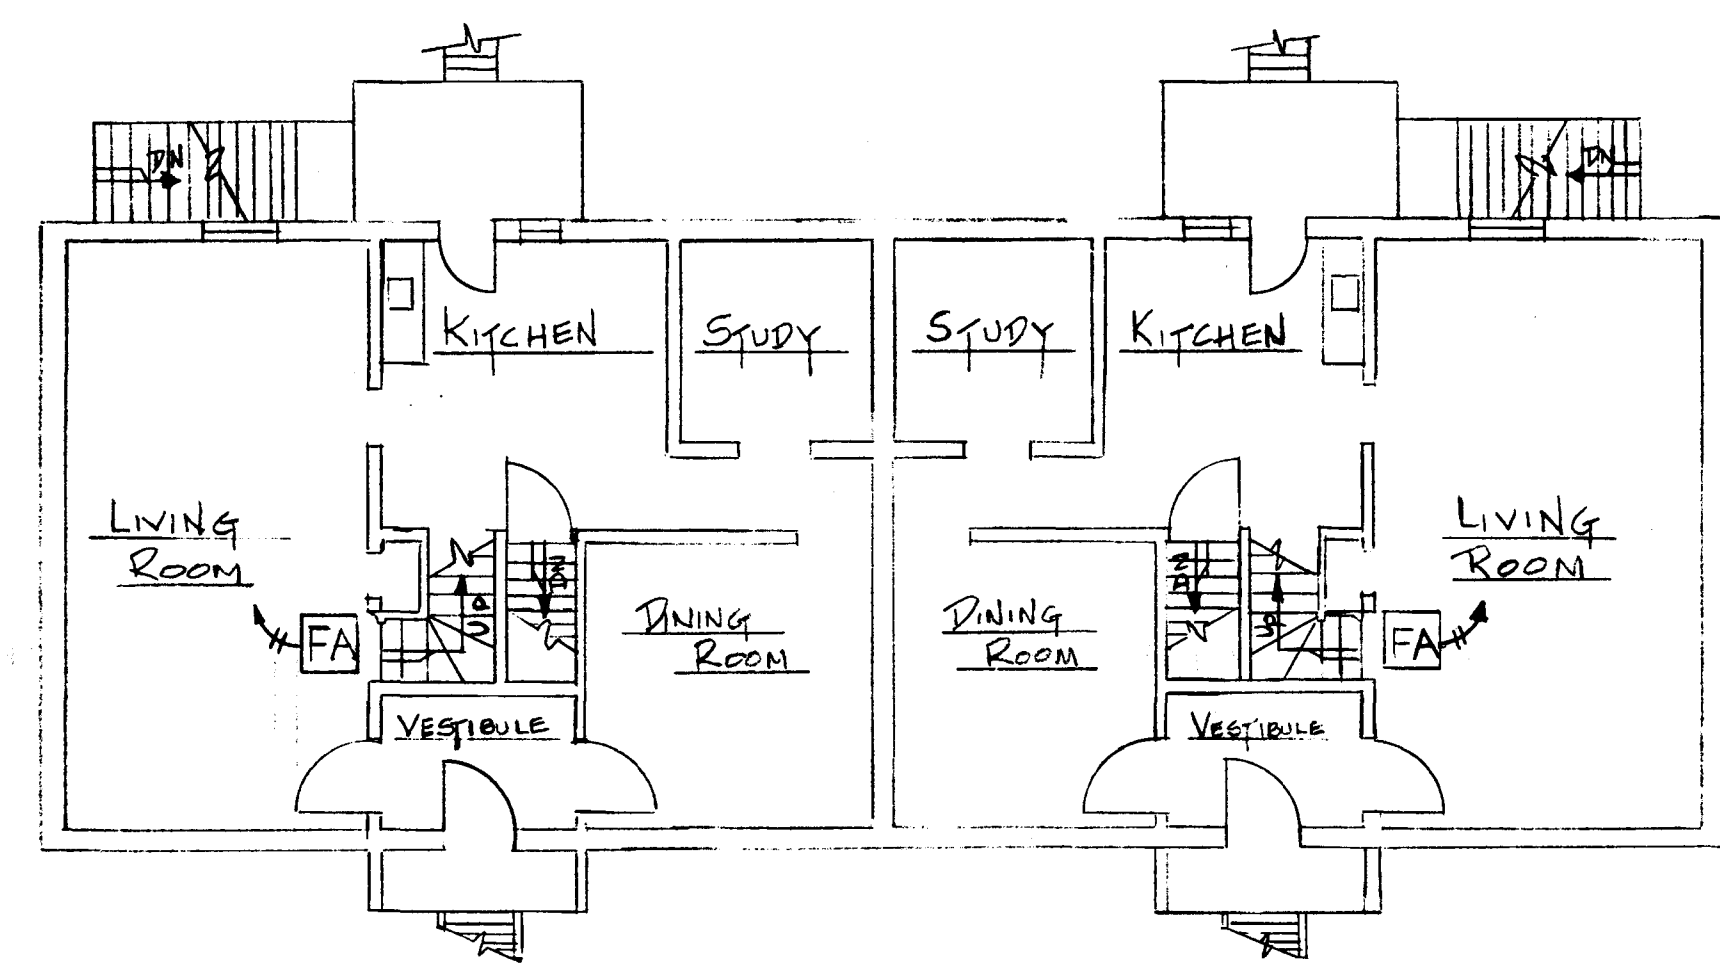 DN
DN
KITCHEN
STUDY
STUDY
KITCHEN
LIVING
ROOM
LIVING
ROOM
DN
DN
UP
UP
DINING
ROOM
DINING
ROOM
FA
FA
VESTIBULE
VESTIBULE